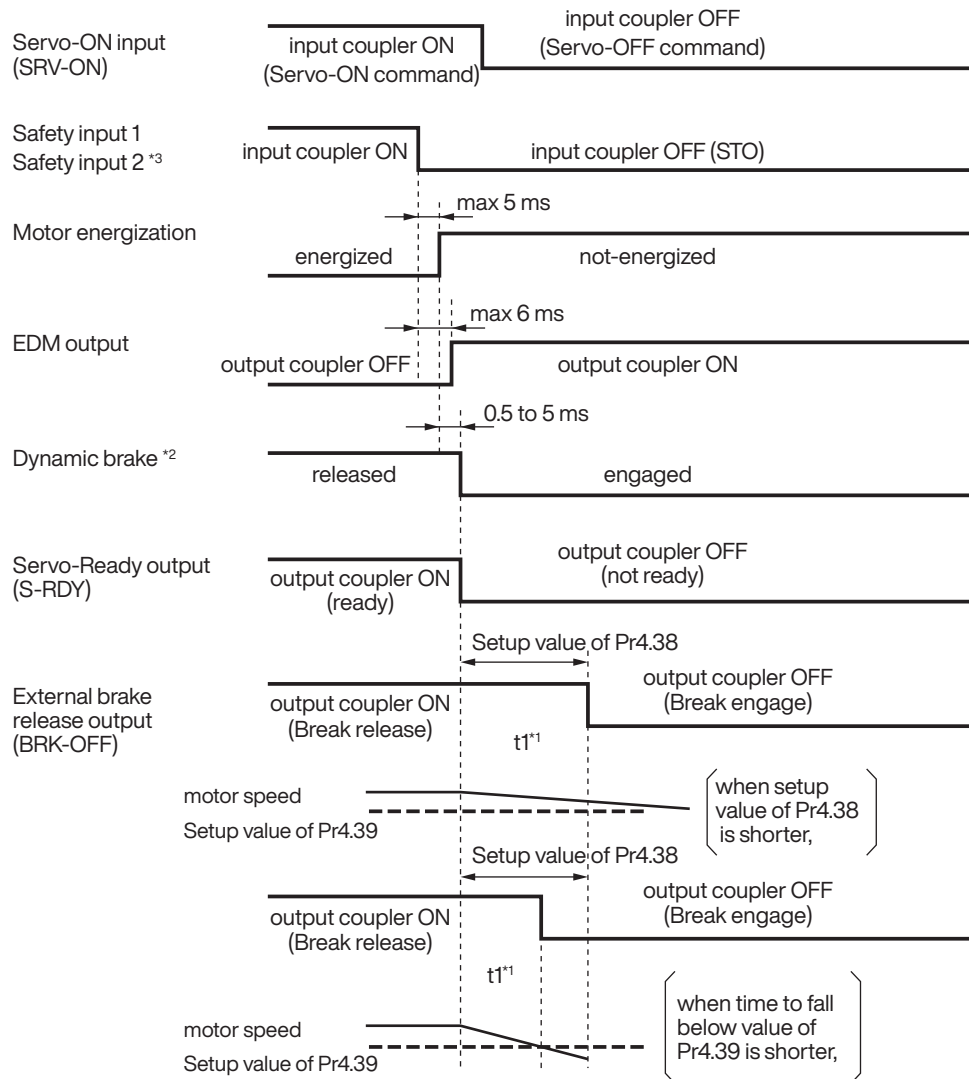 Servo-ON input
(SRV-ON)
input coupler ON
(Servo-ON command)
input coupler OFF
(Servo-OFF command)
Safety input 1
Safety input 2 *3
input coupler ON
input coupler OFF (STO)
max 5 ms
Motor energization
energized
not-energized
max 6 ms
EDM output
output coupler OFF
output coupler ON
0.5 to 5 ms
Dynamic brake *2
released
engaged
Servo-Ready output
(S-RDY)
output coupler ON
(ready)
output coupler OFF
(not ready)
Setup value of Pr4.38
External brake
release output
(BRK-OFF)
output coupler ON
(Break release)
t1*1
output coupler OFF
(Break engage)
motor speed
Setup value of Pr4.39
when setup
value of Pr4.38
is shorter,
Setup value of Pr4.38
output coupler ON
(Break release)
t1*1
output coupler OFF
(Break engage)
motor speed
Setup value of Pr4.39
when time to fall
below value of
Pr4.39 is shorter,